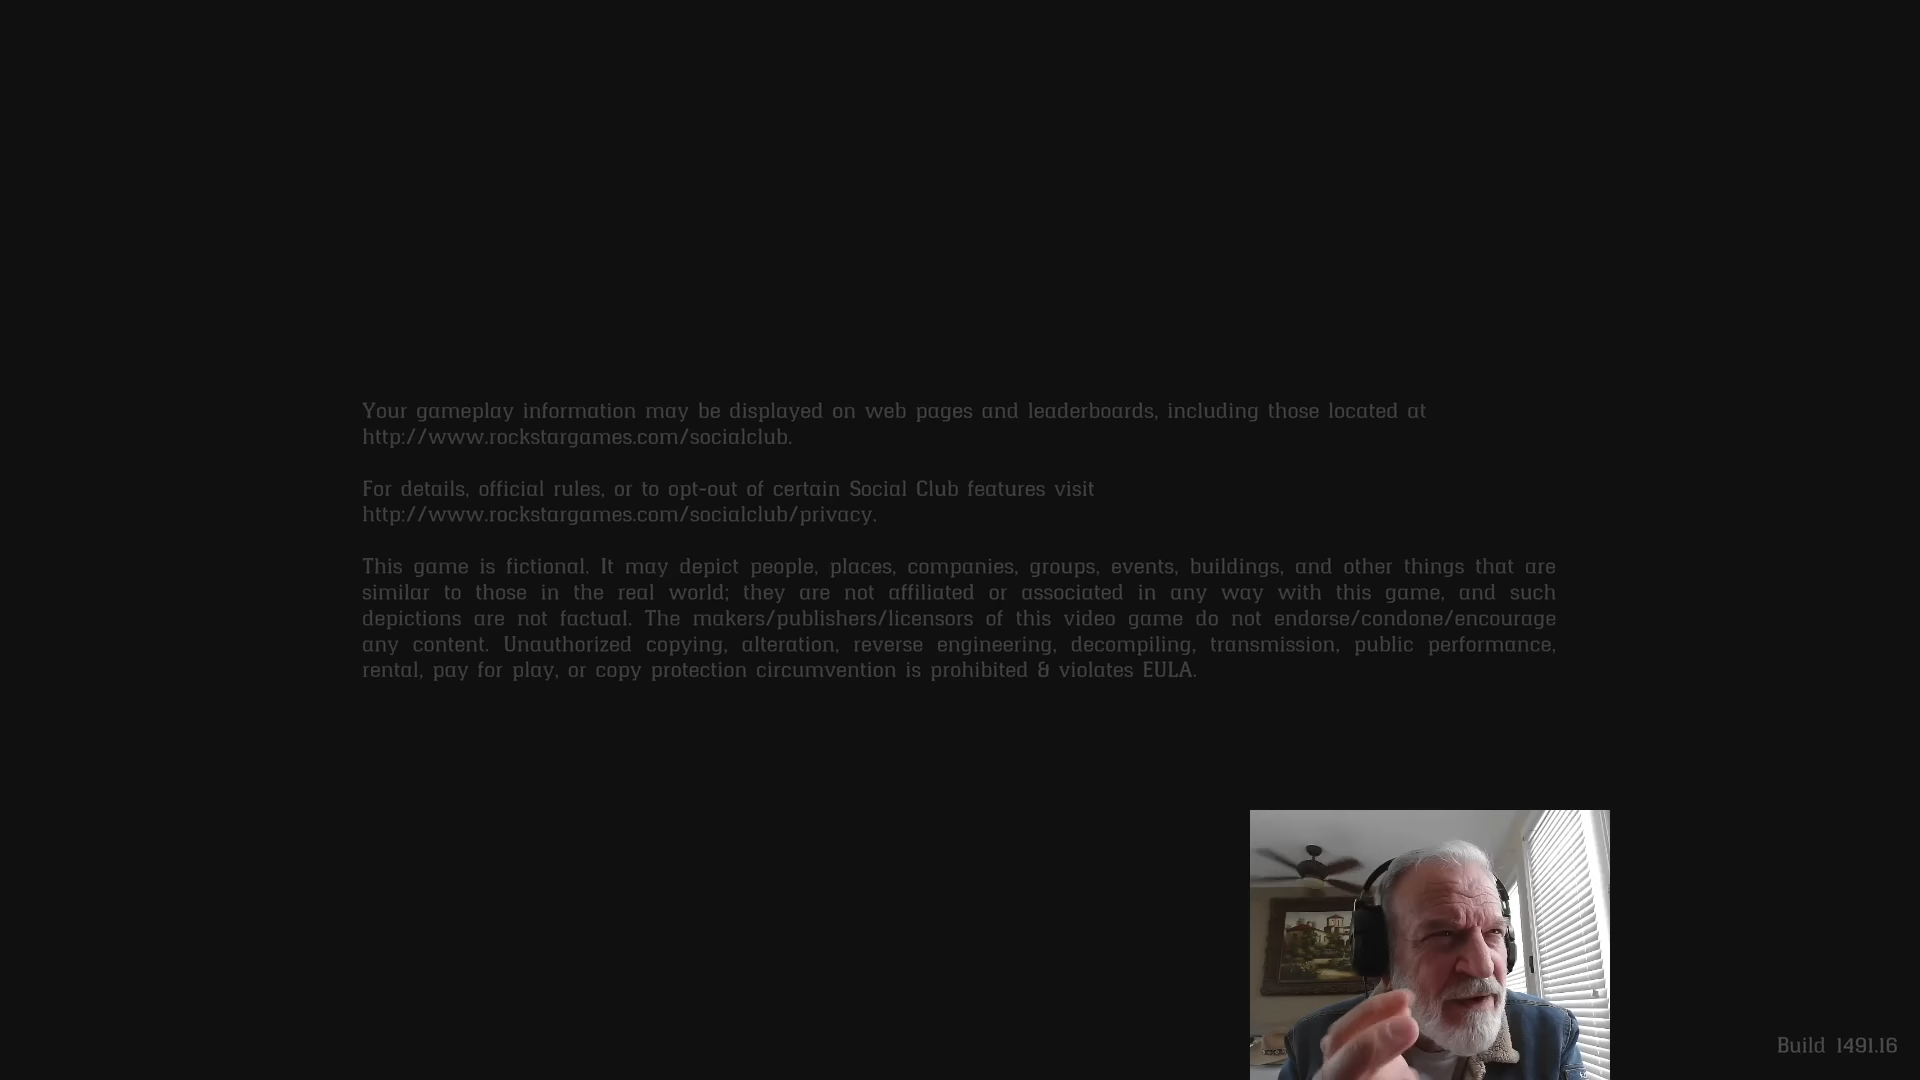 Your gameplay information may be displayed on web pages and leaderboards, including those located at
http://www.rockstargames.com/socialclub.
For details, official rules, or to opt-out of certain Social Club features visit
http://www.rockstargames.com/socialclub/privacy.
This game is fictional. It may depict people, places, companies, groups, events, buildings, and other things that are
similar to those in the real world; they are not affiliated or associated in any way with this game, and such
depictions are not factual. The makers/publishers/licensors of this video game do not endorse/condone/encourage
any content. Unauthorized copying, alteration, reverse engineering, decompiling, transmission, public performance,
rental, pay for play, or copy protection circumvention is prohibited & violates EULA.
Build 1491.16